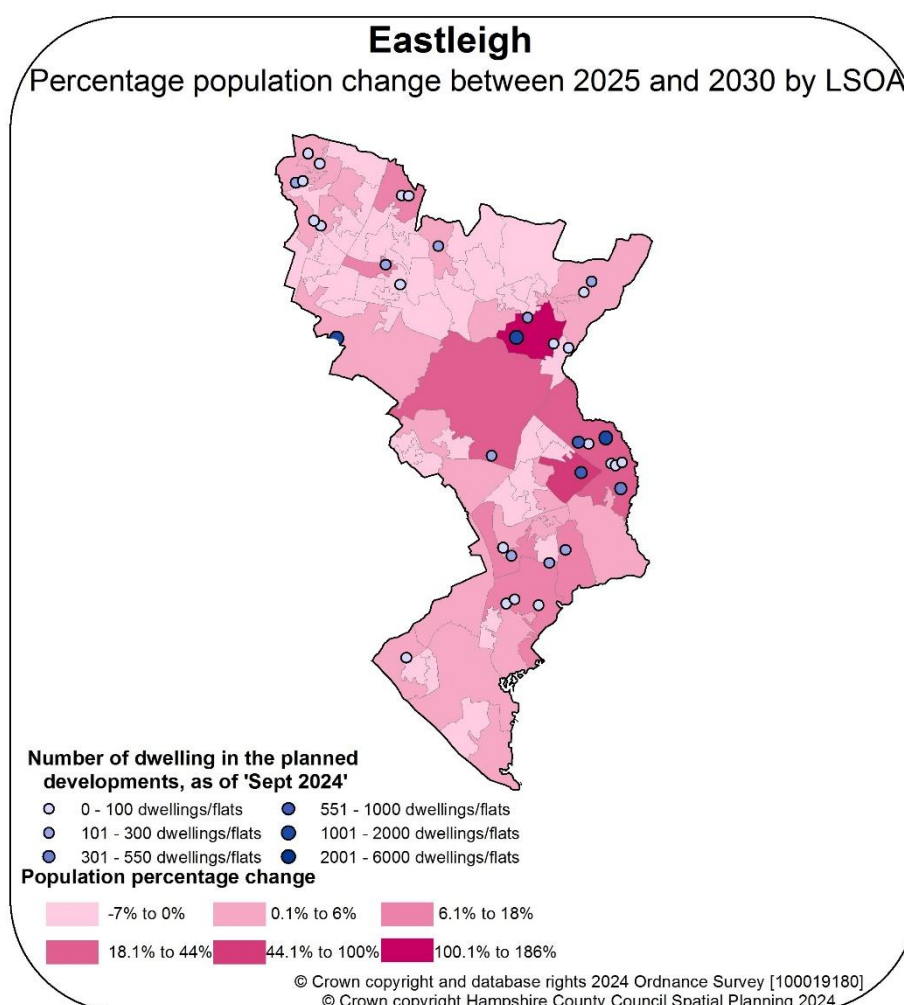 Eastleigh
Percentage population change between 2025 and 2030 by LSOA
Number of dwelling in the planned
developments, as of 'Sept 2024'
0 - 100 dwellings/flats
551 - 1000 dwellings/flats
101 - 300 dwellings/flats
1001 - 2000 dwellings/flats
301 - 550 dwellings/flats
2001 - 6000 dwellings/flats
Population percentage change
-7% to 0%
0.1% to 6%
6.1% to 18%
18.1% to 44%
44.1% to 100%
100.1% to 186%
© Crown copyright and database rights 2024 Ordnance Survey [100019180]
© Crown copyright Hampshire County Council Spatial Planning 2024